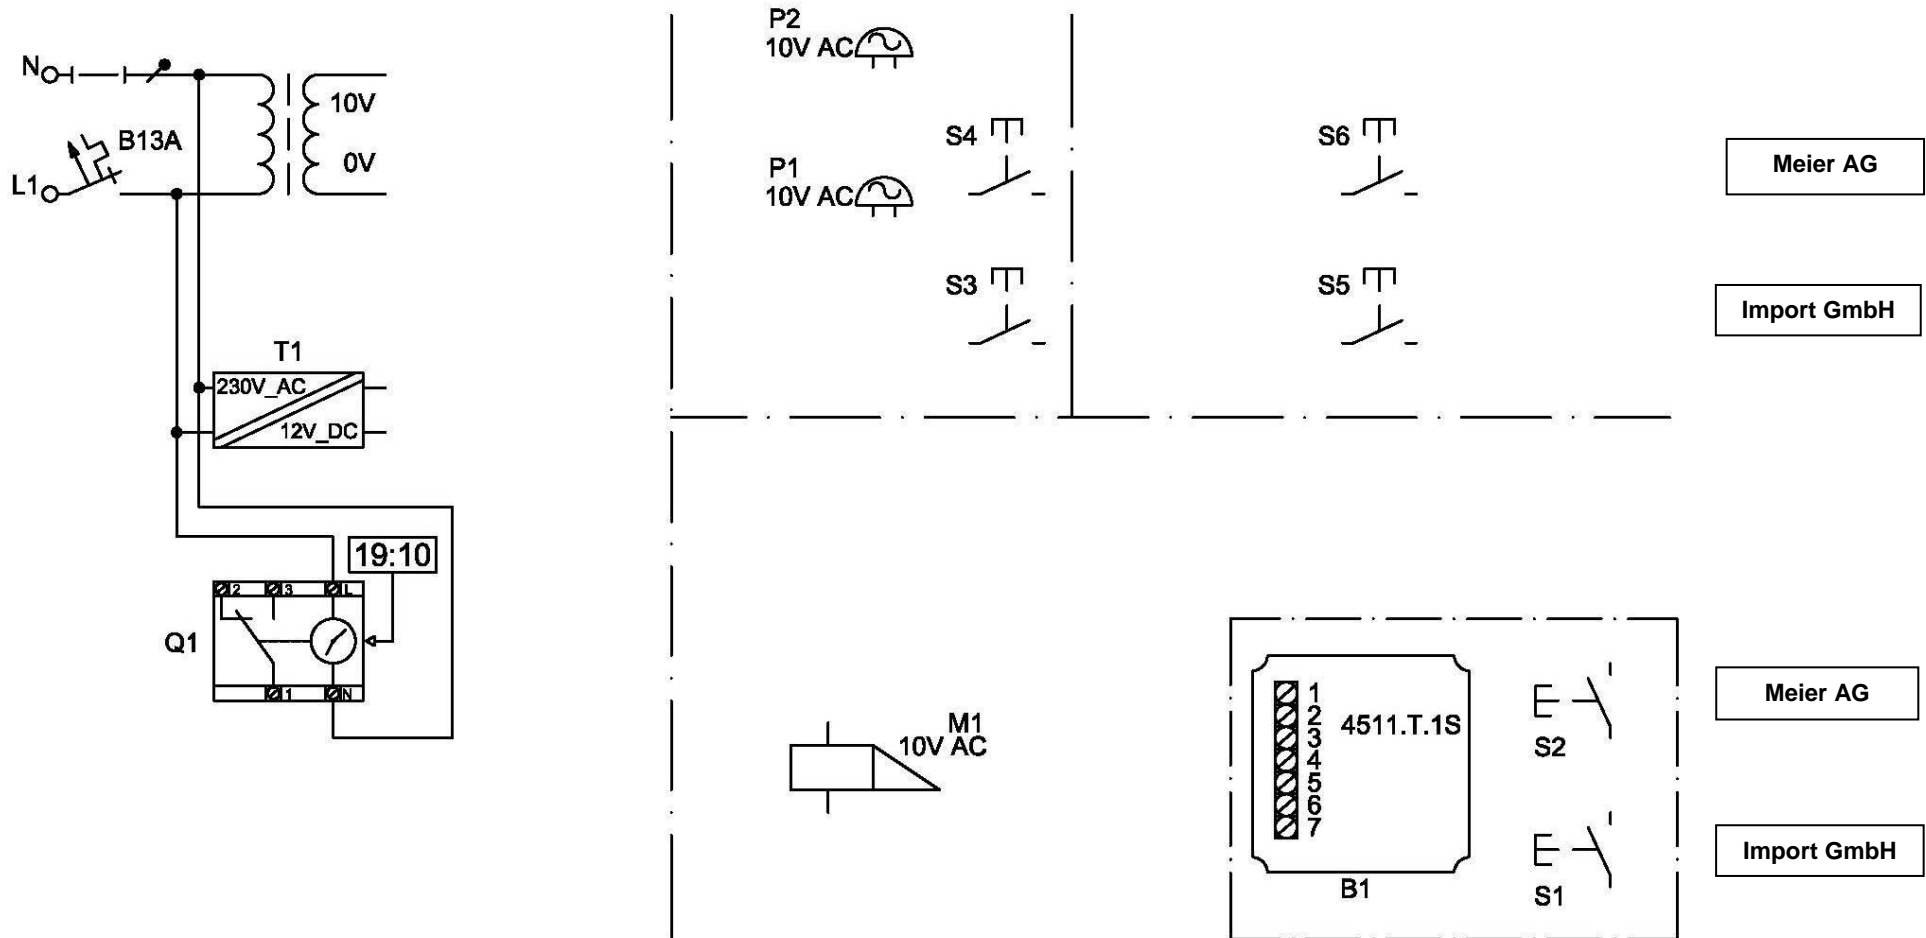 P2
10V AC
N
10V
B13A
0V
L1
P1
10V AC
S4
S6
Meier AG
S3
S5
Import GmbH
T1
230V_AC
12V_DC
19:10
2 3 L
Q1
1 N
M1
10V AC
1
2
3
4
5
6
7
4511.T.1S
B1
S2
Meier AG
S1
Import GmbH